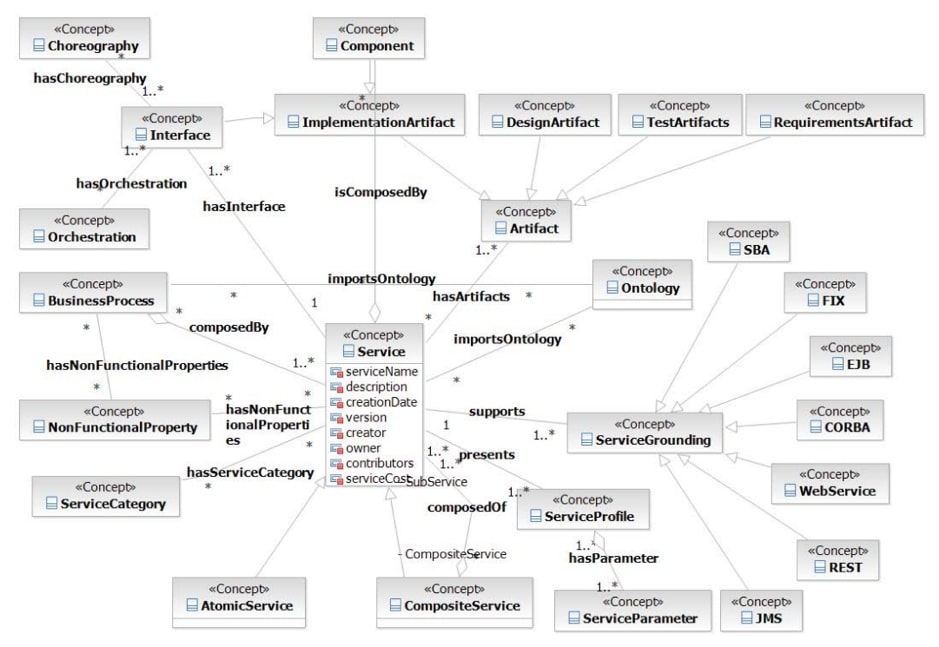 «Concept»
Choreography
*
hasChoreography
1..*
«Concept»
Component
«Concept»
Interface
1..*
*
«Concept»
ImplementationArtifact
«Concept»
DesignArtifact
«Concept»
TestArtifacts
«Concept»
RequirementsArtifact
hasOrchestration
*
1..*
hasInterface
isComposedBy
«Concept»
Orchestration
«Concept»
Artifact
1..*
«Concept»
SBA
«Concept»
BusinessProcess
importsOntology
*
1
hasArtifacts
*
*
«Concept»
Ontology
«Concept»
FIX
*
composedBy
*
1..*
importsOntology
*
*
hasNonFunctionalProperties
*
«Concept»
Service
serviceName
description
creationDate
version
creator
owner
contributors
serviceCost
«Concept»
EJB
«Concept»
NonFunctionalProperty
*
*
hasNonFunct
ionalProperti
es
supports
1
1..*
«Concept»
ServiceGrounding
«Concept»
CORBA
*
hasServiceCategory
*
«Concept»
ServiceCategory
presents
1..*
1..*
SubService
composedOf
1..*
«Concept»
ServiceProfile
«Concept»
WebService
1..*
hasParameter
1..*
- CompositeService
*
«Concept»
REST
«Concept»
AtomicService
«Concept»
CompositeService
«Concept»
ServiceParameter
«Concept»
JMS